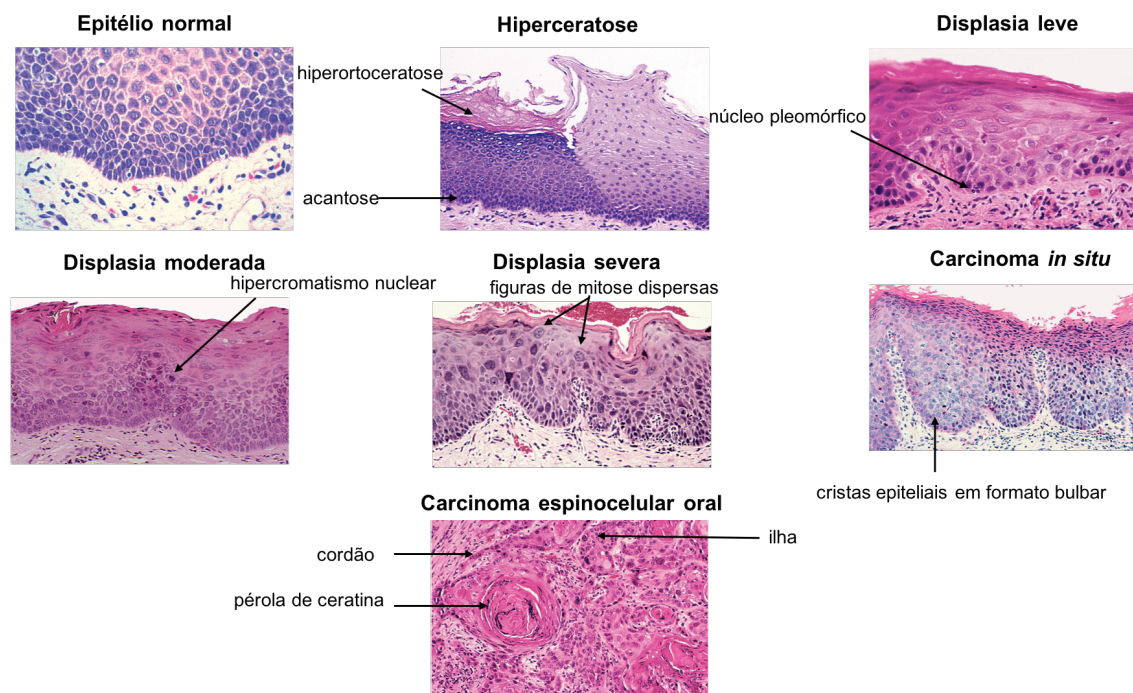 Epitélio normal
Hiperceratose
Displasia leve
hiperortoceratose
núcleo pleomórfico
acantose
Displasia moderada
hipercromatismo nuclear
Displasia severa
figuras de mitose dispersas
Carcinoma in situ
cristas epiteliais em formato bulbar
Carcinoma espinocelular oral
cordão
ilha
pérola de ceratina